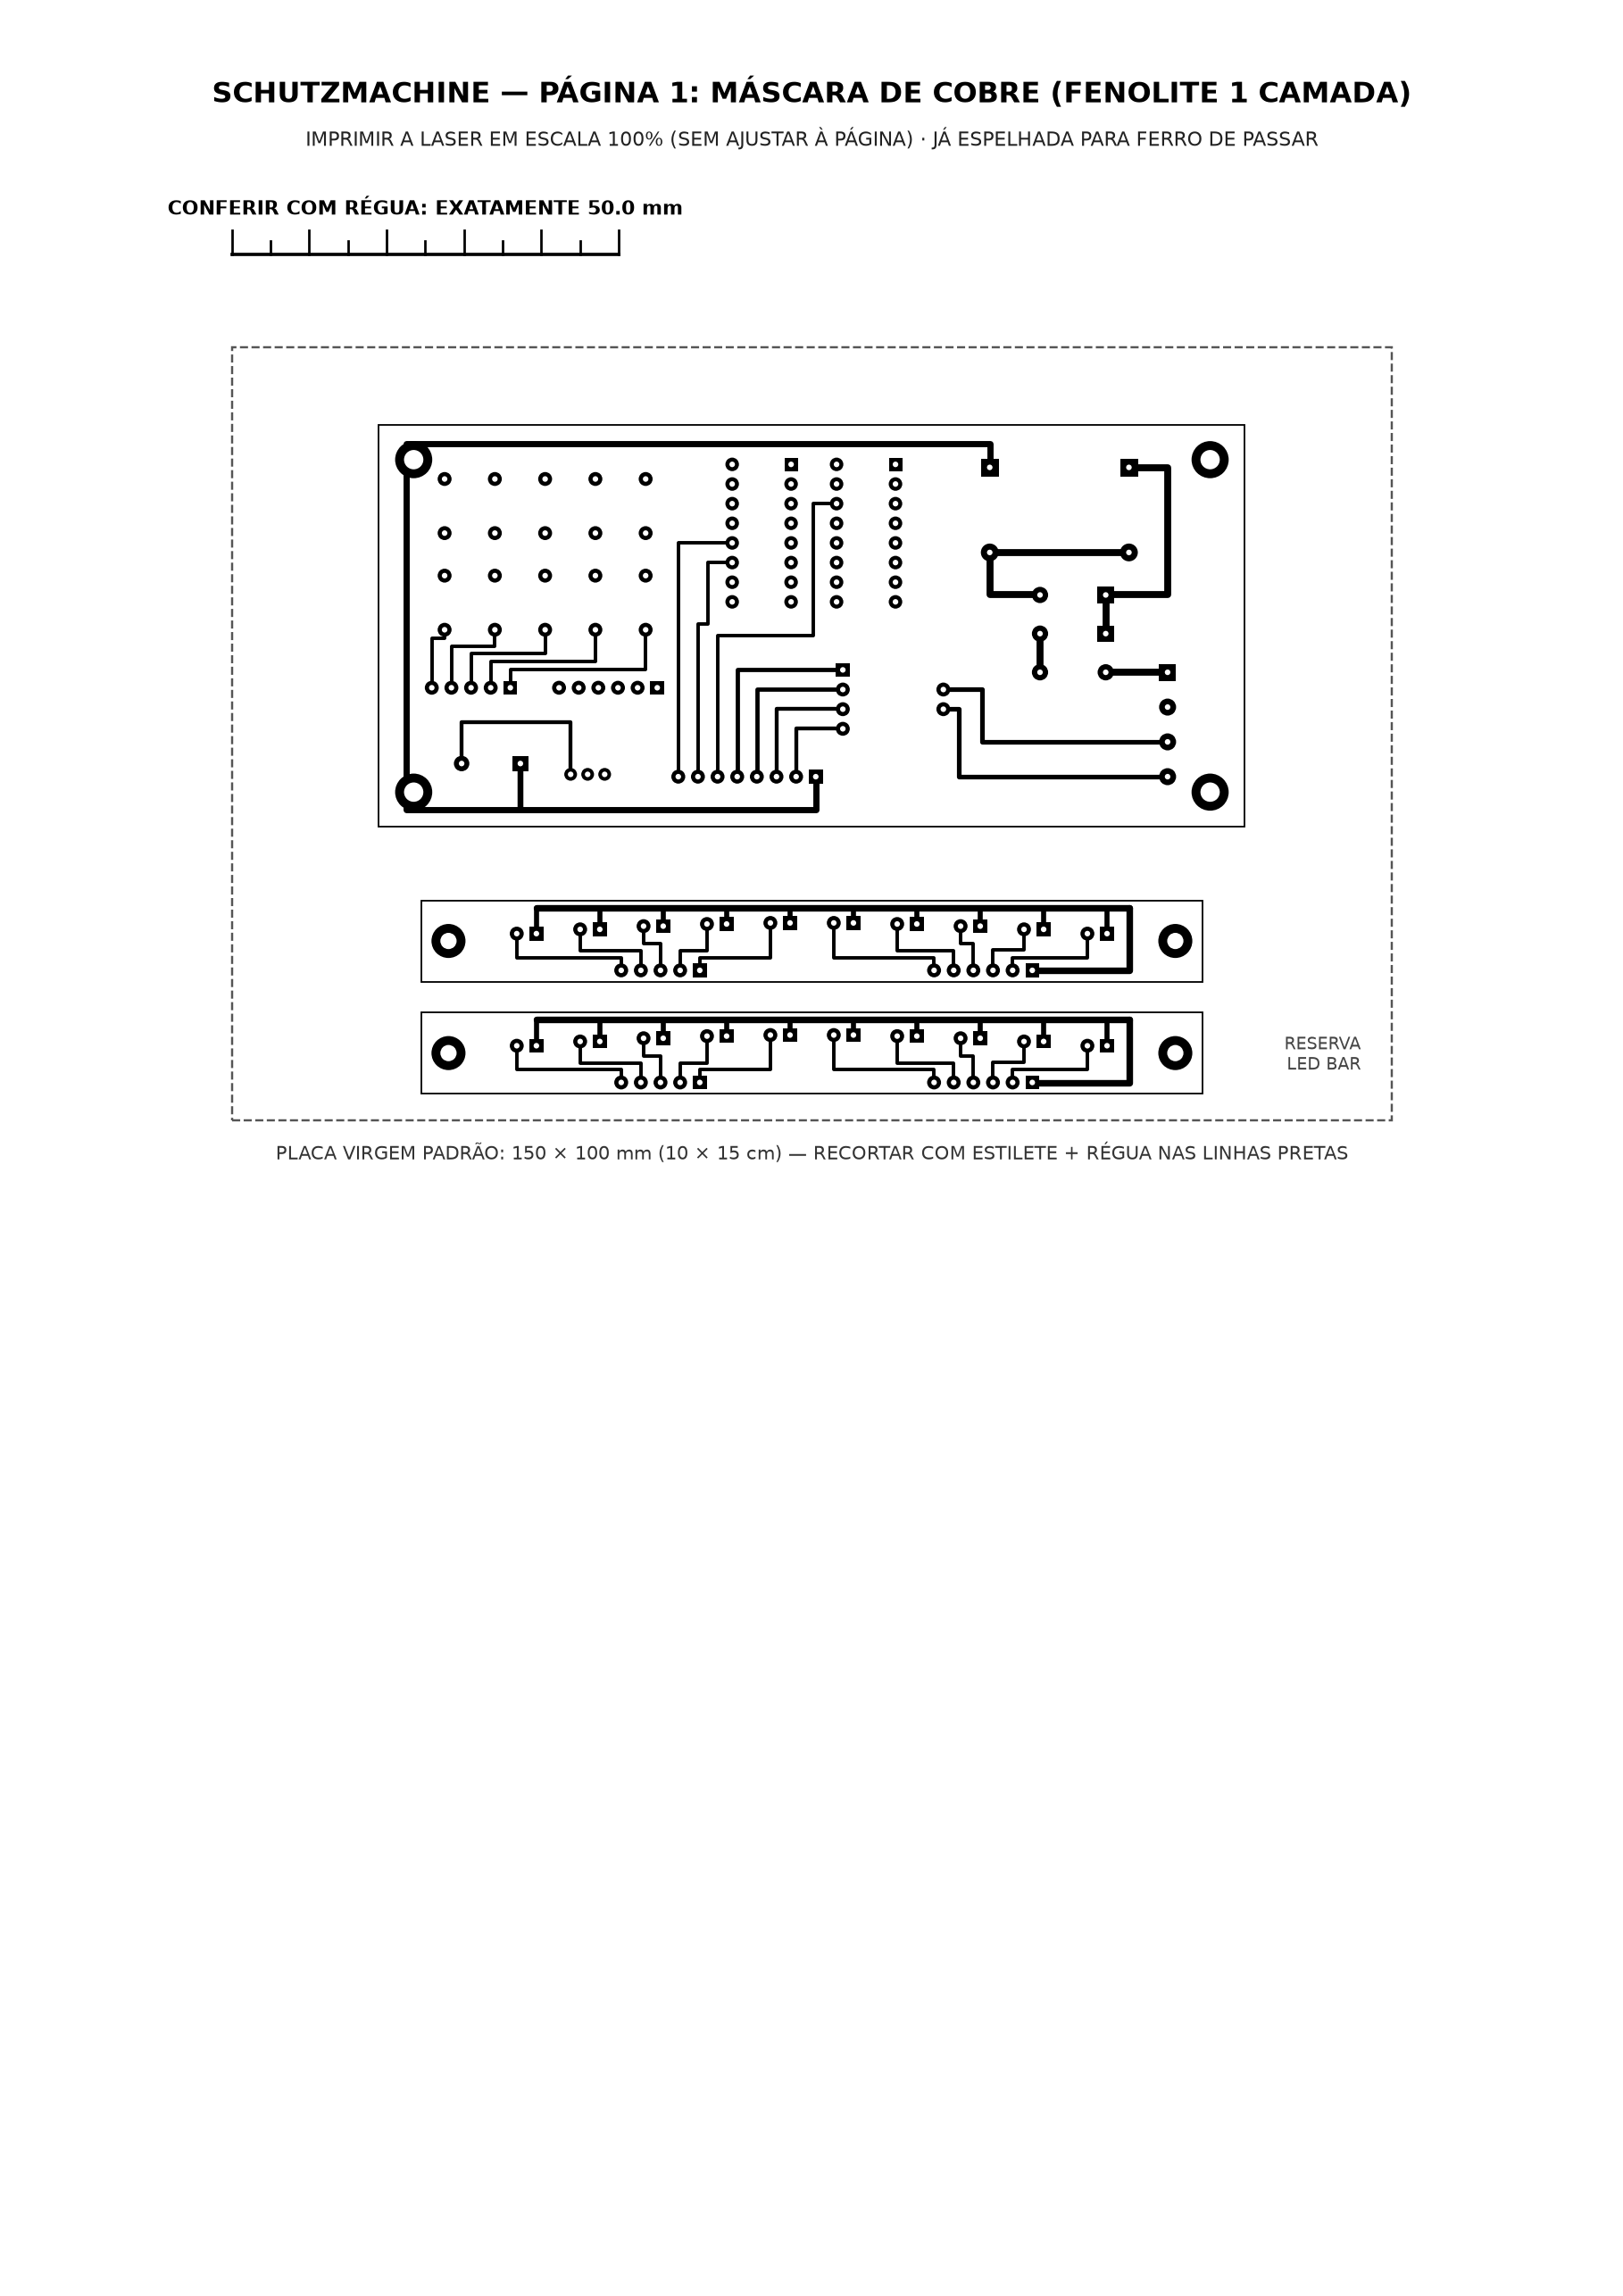 SCHUTZMACHINE — PÁGINA 1: MÁSCARA DE COBRE (FENOLITE 1 CAMADA)
IMPRIMIR A LASER EM ESCALA 100% (SEM AJUSTAR À PÁGINA) · JÁ ESPELHADA PARA FERRO DE PASSAR
CONFERIR COM RÉGUA: EXATAMENTE 50.0 mm
RESERVA
LED BAR
PLACA VIRGEM PADRÃO: 150 × 100 mm (10 × 15 cm) — RECORTAR COM ESTILETE + RÉGUA NAS LINHAS PRETAS